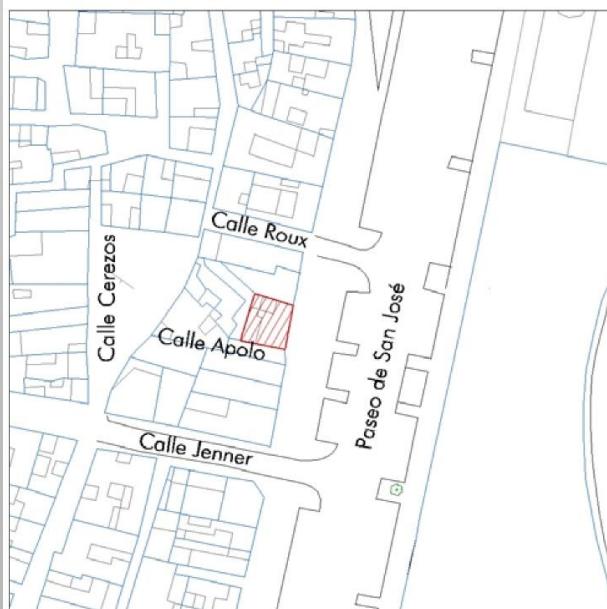 Calle Roux
Calle Cerezos
Paseo de San José
Calle Apolo
Calle Jenner